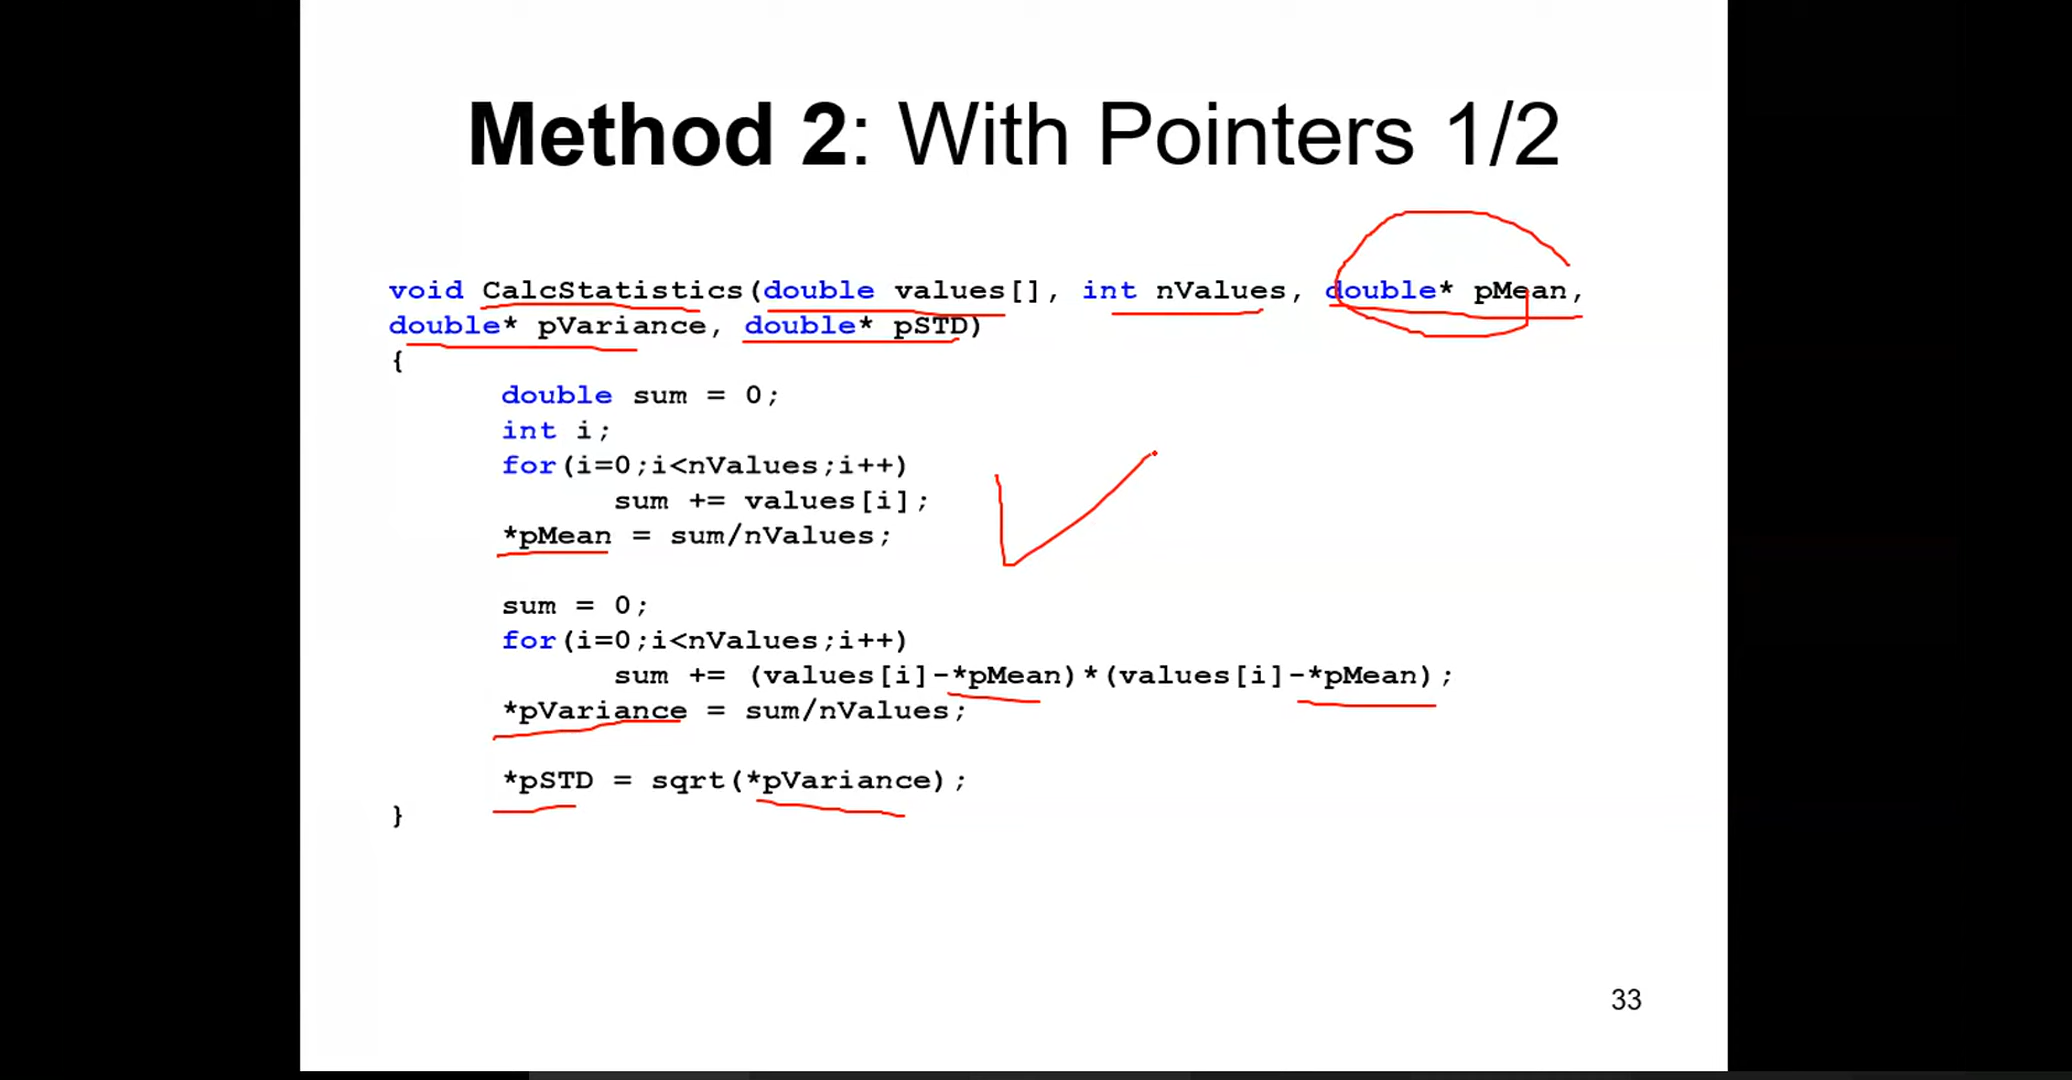 Method 2: With Pointers 1/2
void CalcStatistics(double values[], int nValues, double* pMean,
double* pVariance, double* pSTD)
{
double sum = 0;
int i;
for(i=0;i<nValues;i++)
sum += values[i];
*pMean = sum/nValues;
sum = 0;
for(i=0;i<nValues;i++)
sum += (values[i]-*pMean)*(values[i]-*pMean);
*pVariance = sum/nValues;
*pSTD = sqrt(*pVariance);
}
33